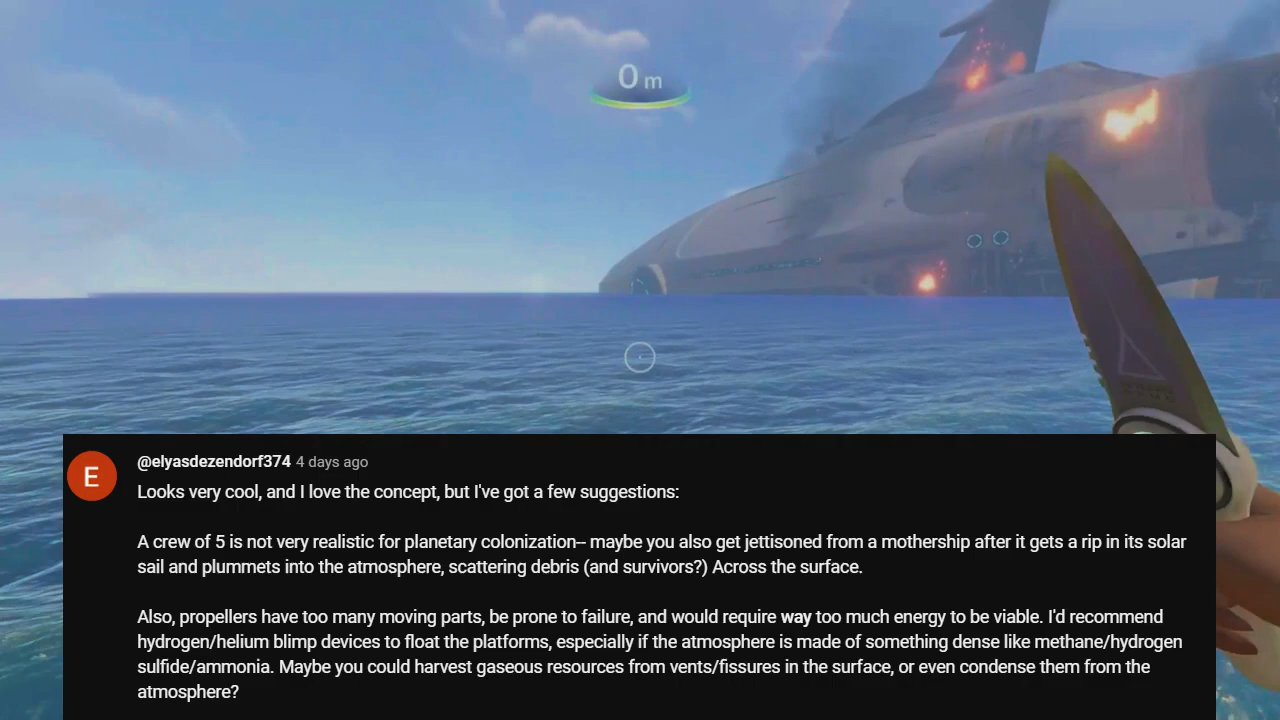 0 m
@elyasdezendorf374 4 days ago
Looks very cool, and I love the concept, but I've got a few suggestions:
A crew of 5 is not very realistic for planetary colonization-- maybe you also get jettisoned from a mothership after it gets a rip in its solar
sail and plummets into the atmosphere, scattering debris (and survivors?) Across the surface.
Also, propellers have too many moving parts, be prone to failure, and would require way too much energy to be viable. I'd recommend
hydrogen/helium blimp devices to float the platforms, especially if the atmosphere is made of something dense like methane/hydrogen
sulfide/ammonia. Maybe you could harvest gaseous resources from vents/fissures in the surface, or even condense them from the
atmosphere?
E